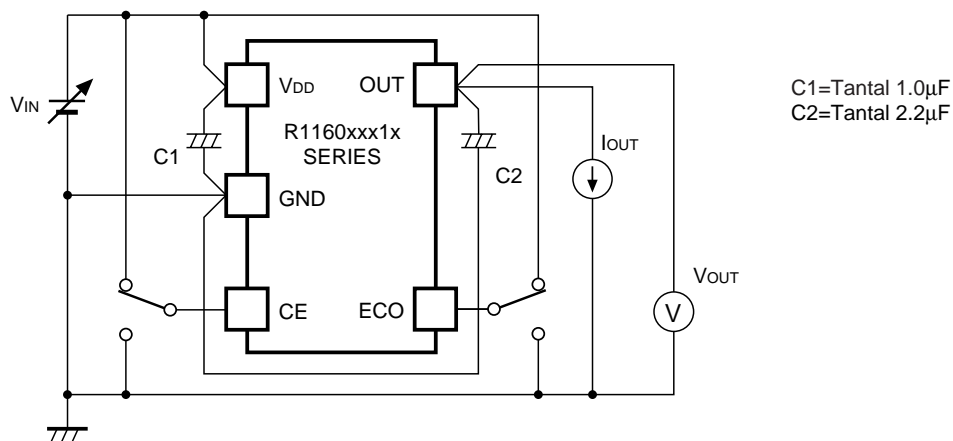 VDD
OUT
C1=Tantal 1.0μF
C2=Tantal 2.2μF
VIN
R1160xxx1x
SERIES
IOUT
C1
C2
GND
VOUT
CE
ECO
V